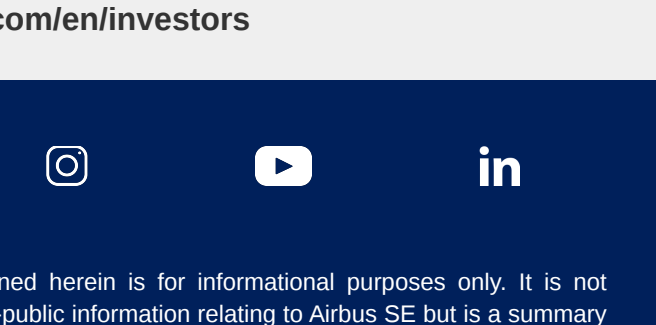 com/en/investors
in
ned herein is for informational purposes only. It is not
-public information relating to Airbus SE but is a summary